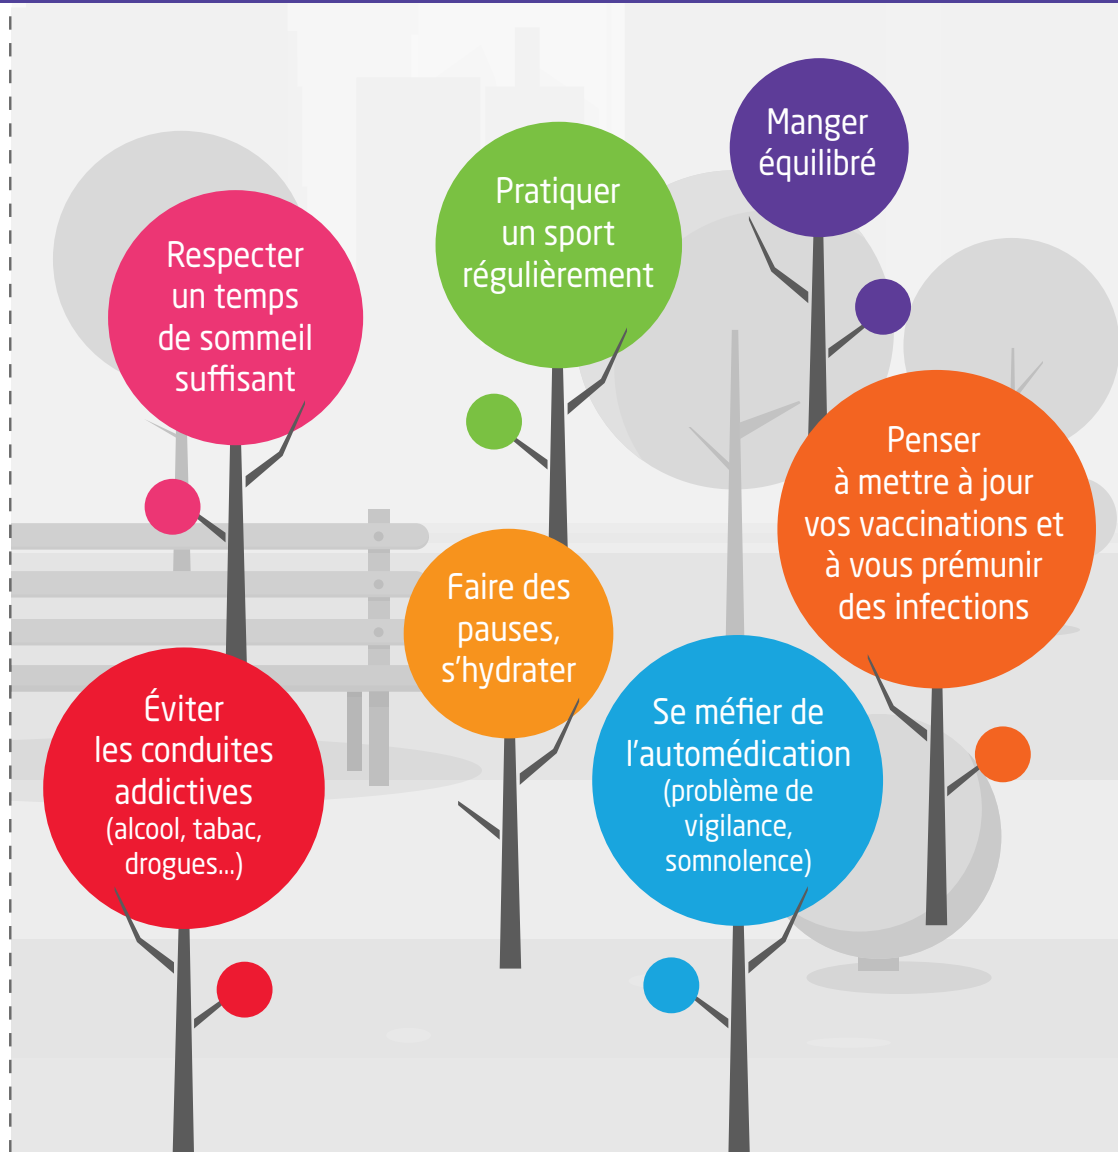 Manger
équilibré
Pratiquer
un sport
régulièrement
Respecter
un temps
de sommeil
suffisant
Penser
à mettre à jour
vos vaccinations et
à vous prémunir
des infections
Faire des
pauses,
s'hydrater
Éviter
les conduites
addictives
(alcool, tabac,
drogues...)
Se méfier de
l'automédication
(problème de
vigilance,
somnolence)